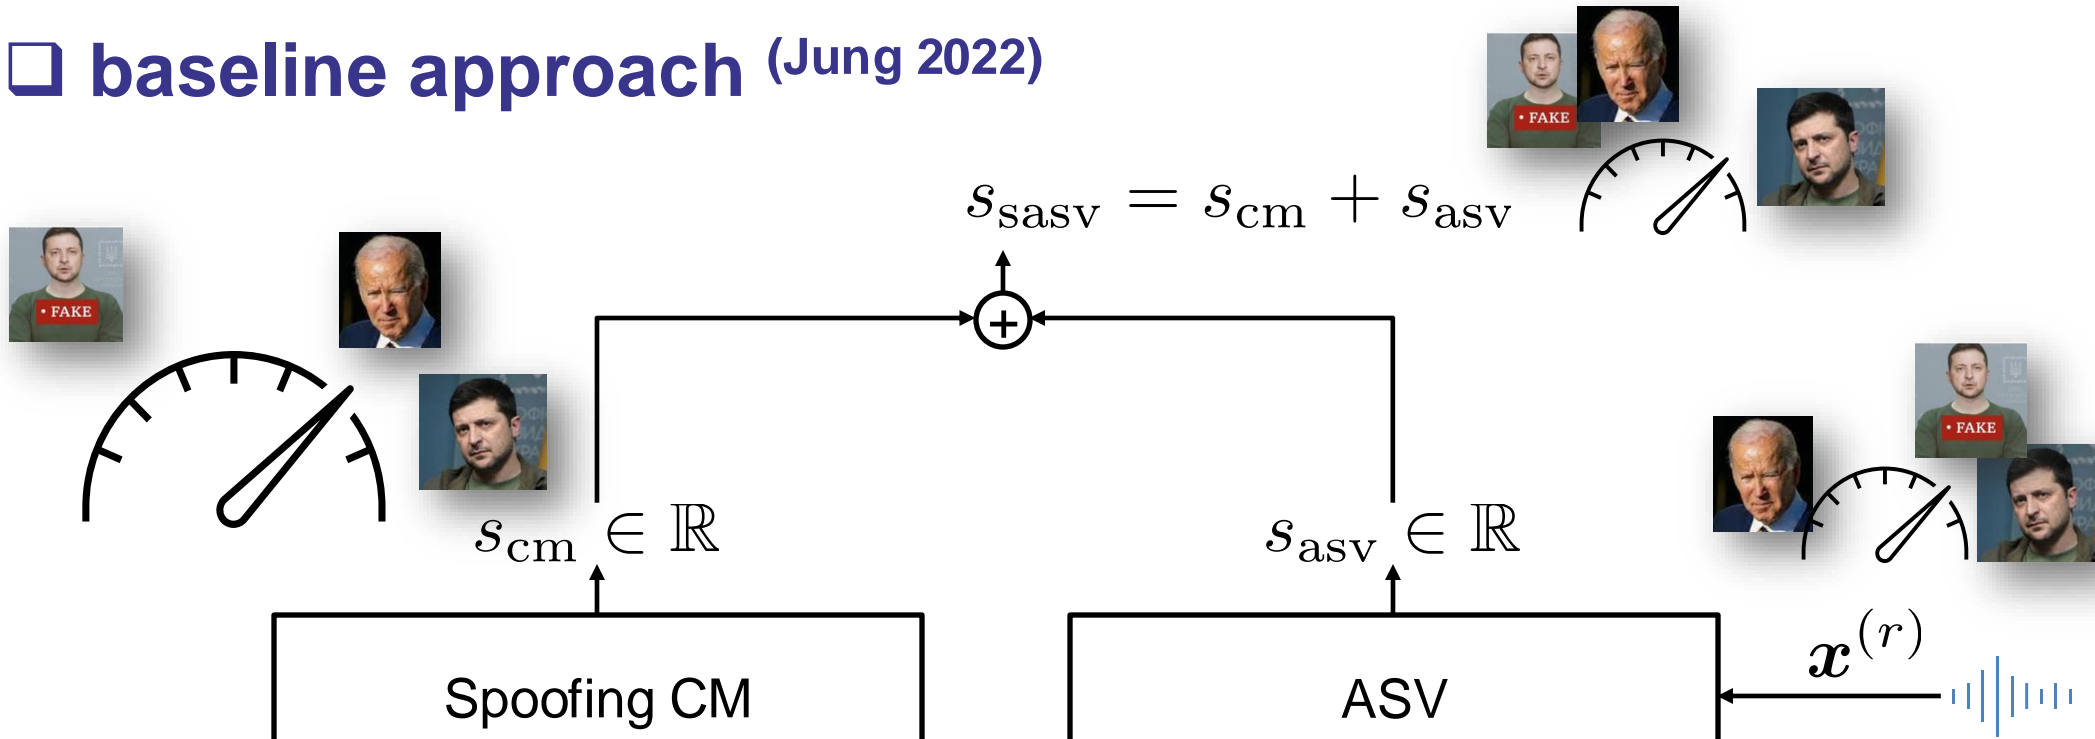 ❑ baseline approach (Jung 2022)
• FAKE
s_sasv = s_cm + s_asv
• FAKE
+
• FAKE
s_cm ∈ ℝ
s_asv ∈ ℝ
x^(r)
Spoofing CM
ASV